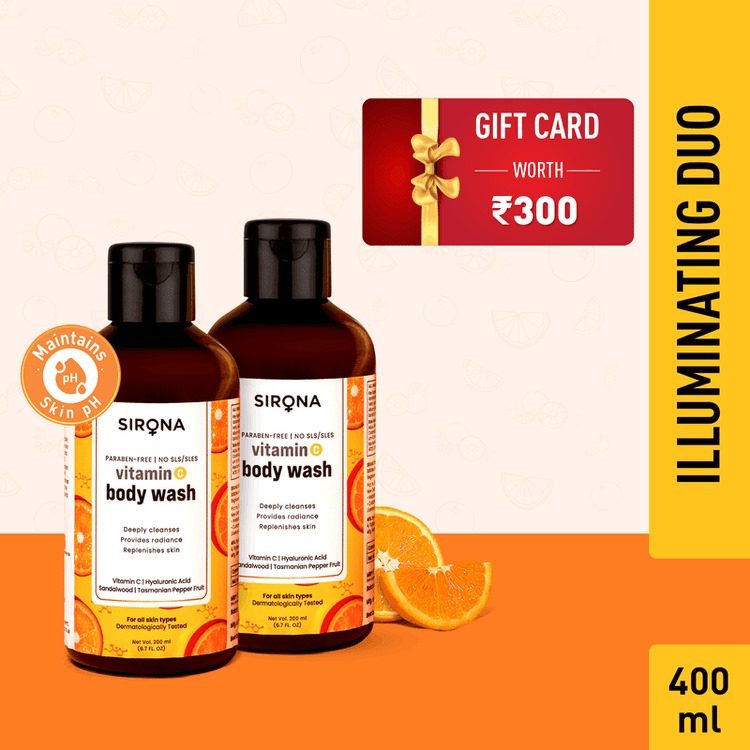 GIFT CARD
WORTH
₹300
ILLUMINATING DUO
Maintains
pH
Skin pH
SIRONA
PARABEN-FREE | NO SLS/SLES
vitamin C
body wash
Deeply cleanses
Provides radiance
Replenishes skin
Vitamin C | Hyaluronic Acid
Sandalwood | Tasmanian Pepper Fruit
For all skin types
Dermatologically Tested
Net Vol. 200 ml
(6.7 FL. OZ)
SIRONA
PARABEN-FREE | NO SLS/SLES
vitamin C
body wash
Deeply cleanses
Provides radiance
Replenishes skin
Vitamin C | Hyaluronic Acid
Sandalwood | Tasmanian Pepper Fruit
For all skin types
Dermatologically Tested
Net Vol. 200 ml
(6.7 FL. OZ)
400
ml